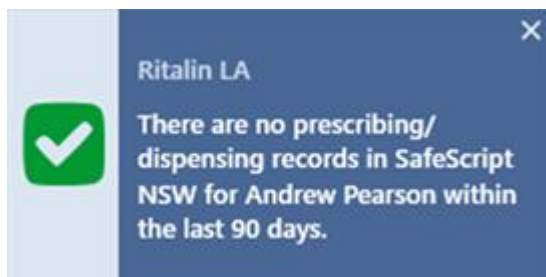 Ritalin LA
There are no prescribing/
dispensing records in SafeScript
NSW for Andrew Pearson within
the last 90 days.